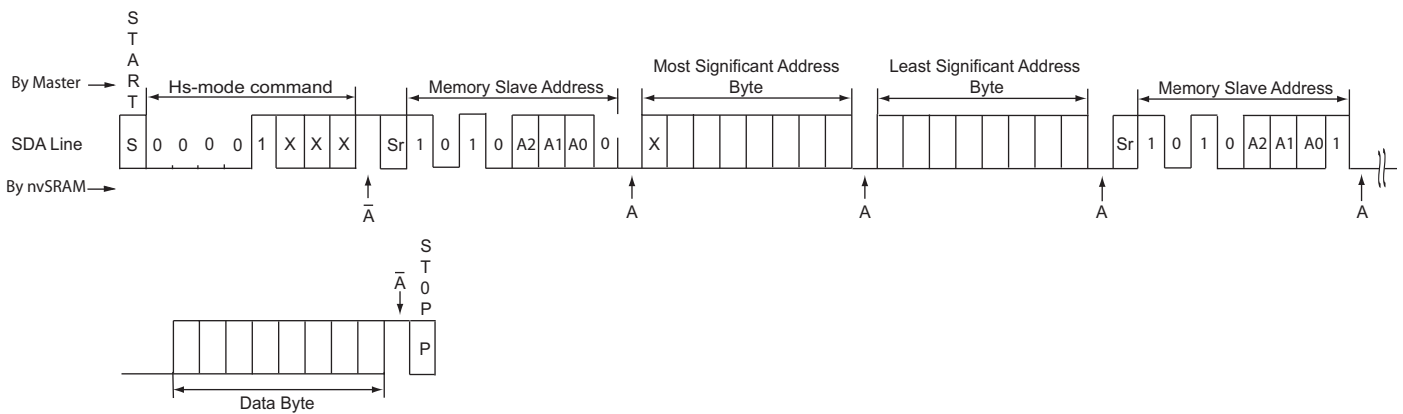 START
By Master
Hs-mode command
Memory Slave Address
Most Significant Address
Byte
Least Significant Address
Byte
Memory Slave Address
SDA Line
S 0 0 0 0 1 X X X Sr 1 0 1 0 A2 A1 A0 0 X Sr 1 0 1 0 A2 A1 A0 1
By nvSRAM
A̅ A A A A
A̅
ST0P
P
Data Byte